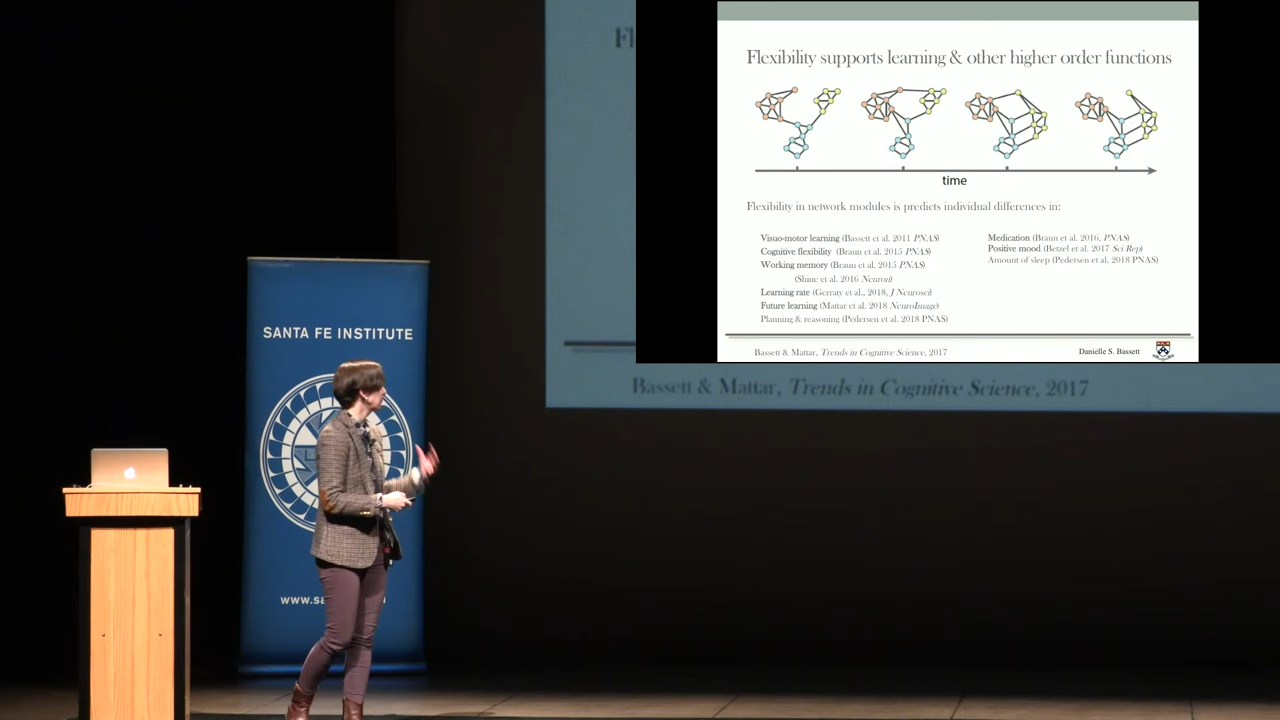 Fl
Flexibility supports learning & other higher order functions
time
Flexibility in network modules is predicts individual differences in:
Visuo-motor learning (Bassett et al. 2011 PNAS)
Cognitive flexibility (Braun et al. 2015 PNAS)
Working memory (Braun et al. 2015 PNAS)
(Shine et al. 2016 Neuron)
Learning rate (Gerraty et al., 2018, J Neurosci)
Future learning (Mattar et al. 2018 NeuroImage)
Planning & reasoning (Pedersen et al. 2018 PNAS)
Medication (Braun et al. 2016, PNAS)
Positive mood (Betzel et al. 2017 Sci Rep)
Amount of sleep (Pedersen et al. 2018 PNAS)
Bassett & Mattar, Trends in Cognitive Science, 2017
Danielle S. Bassett
Bassett & Mattar, Trends in Cognitive Science, 2017
SANTA FE INSTITUTE
www.sa